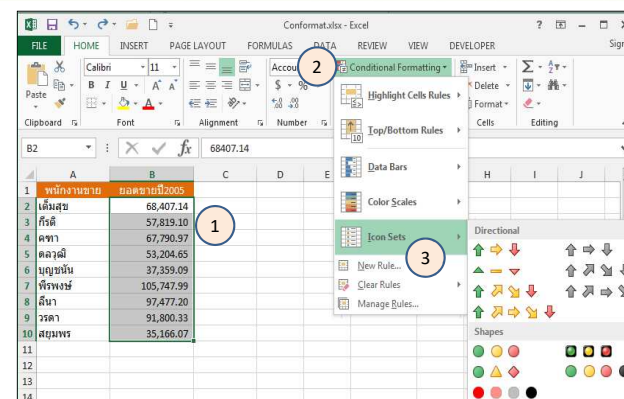 Conformat.xlsx - Excel
FILE HOME INSERT PAGE LAYOUT FORMULAS DATA REVIEW VIEW DEVELOPER Sign
Paste Calibri 11 Accou 2 Conditional Formatting Insert
B I U A A $ - % Delete
Format
Clipboard Font Alignment Number Cells Editing
Highlight Cells Rules
Top/Bottom Rules
Data Bars
Color Scales
Icon Sets
3
New Rule...
Clear Rules
Manage Rules...
B2 fx 68407.14
A B C D E H I J
1 พนักงานขาย ยอดขายปี2005
2 เต็มสุข 68,407.14
3 กีรติ 57,819.10
1
4 คฑา 67,790.97
5 ดลวุฒิ 53,204.65
6 บุญชนัน 37,359.09
7 พีรพงษ์ 105,747.99
8 ลีนา 97,477.20
9 วรดา 91,800.33
10 สยุมพร 35,166.07
11
12
13
14
Directional
Shapes